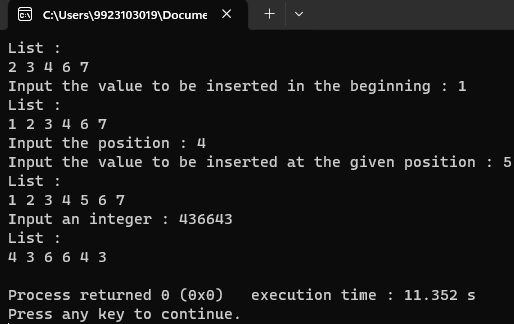 C:\Users\9923103019\Docume
List :
2 3 4 6 7
Input the value to be inserted in the beginning : 1
List :
1 2 3 4 6 7
Input the position : 4
Input the value to be inserted at the given position : 5
List :
1 2 3 4 5 6 7
Input an integer : 436643
List :
4 3 6 6 4 3
Process returned 0 (0x0)   execution time : 11.352 s
Press any key to continue.